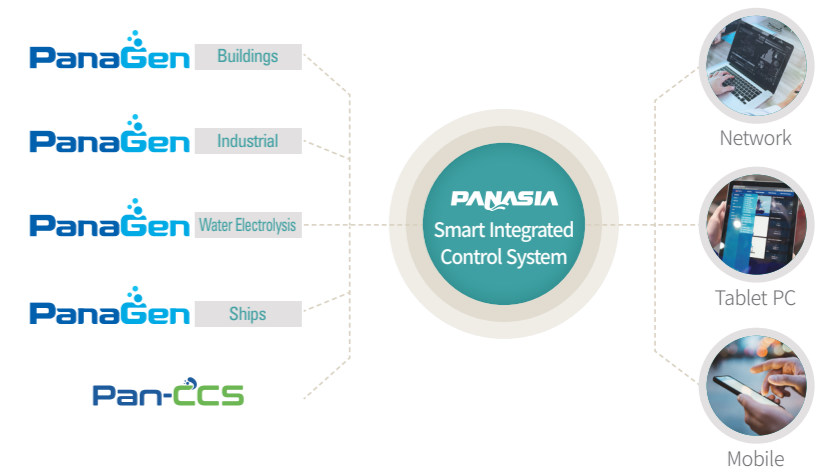 PanaGen Buildings
PanaGen Industrial
PanaGen Water Electrolysis
PanaGen Ships
Pan-CCS
PANASIA
Smart Integrated
Control System
Network
Tablet PC
Mobile